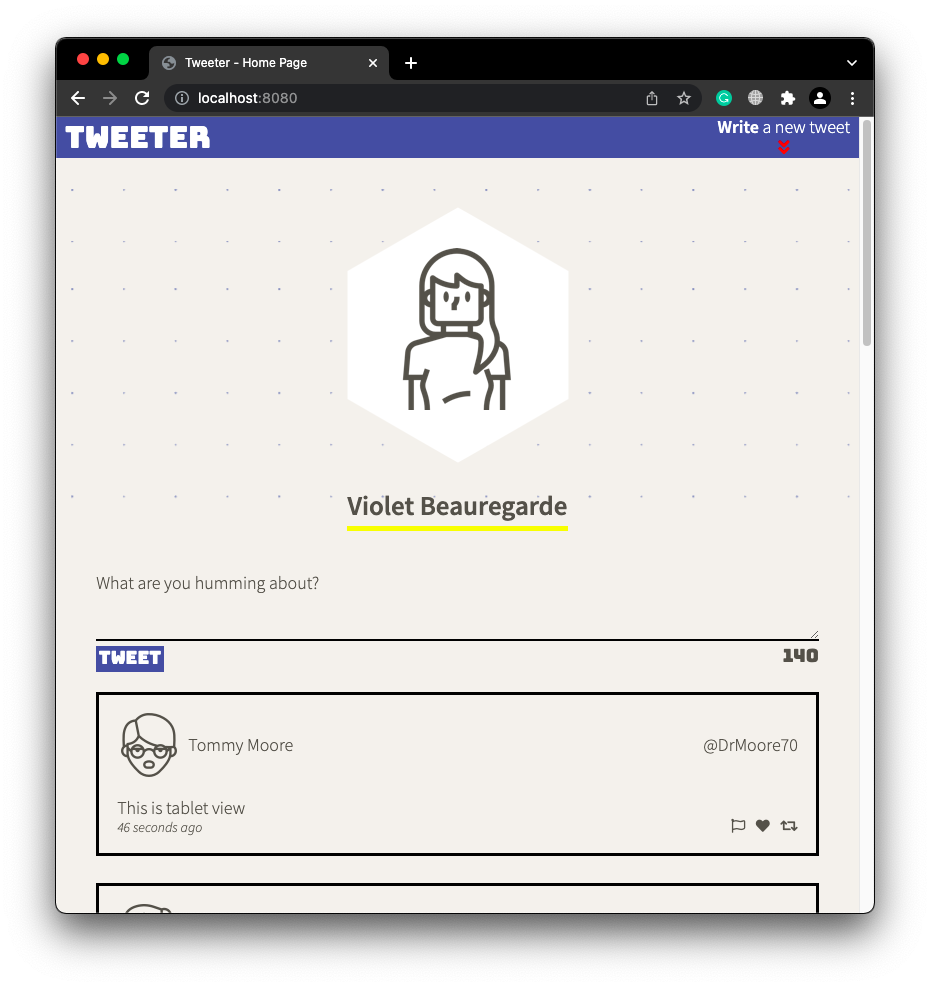 Tweeter - Home Page
localhost:8080
TWEETER
Write a new tweet
Violet Beauregarde
What are you humming about?
TWEET
140
Tommy Moore
@DrMoore70
This is tablet view
46 seconds ago